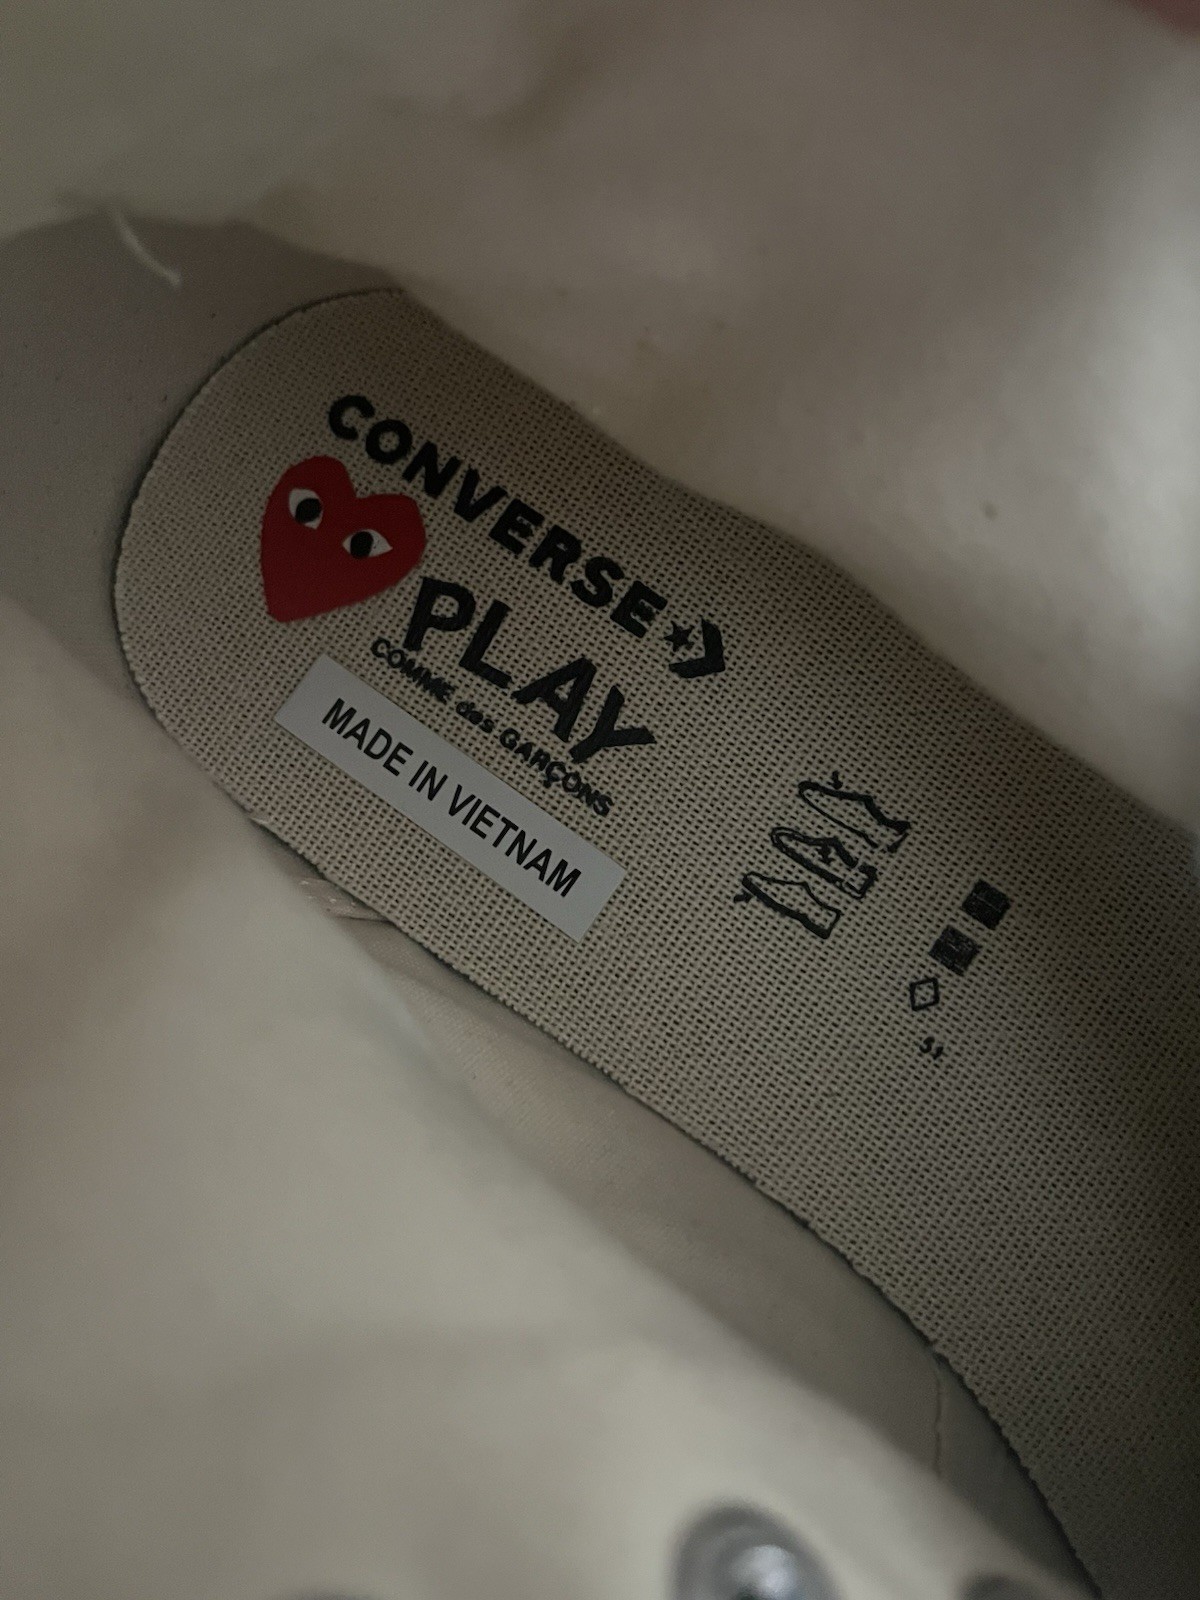 CONVERSE
PLAY
COMME des GARÇONS
MADE IN VIETNAM